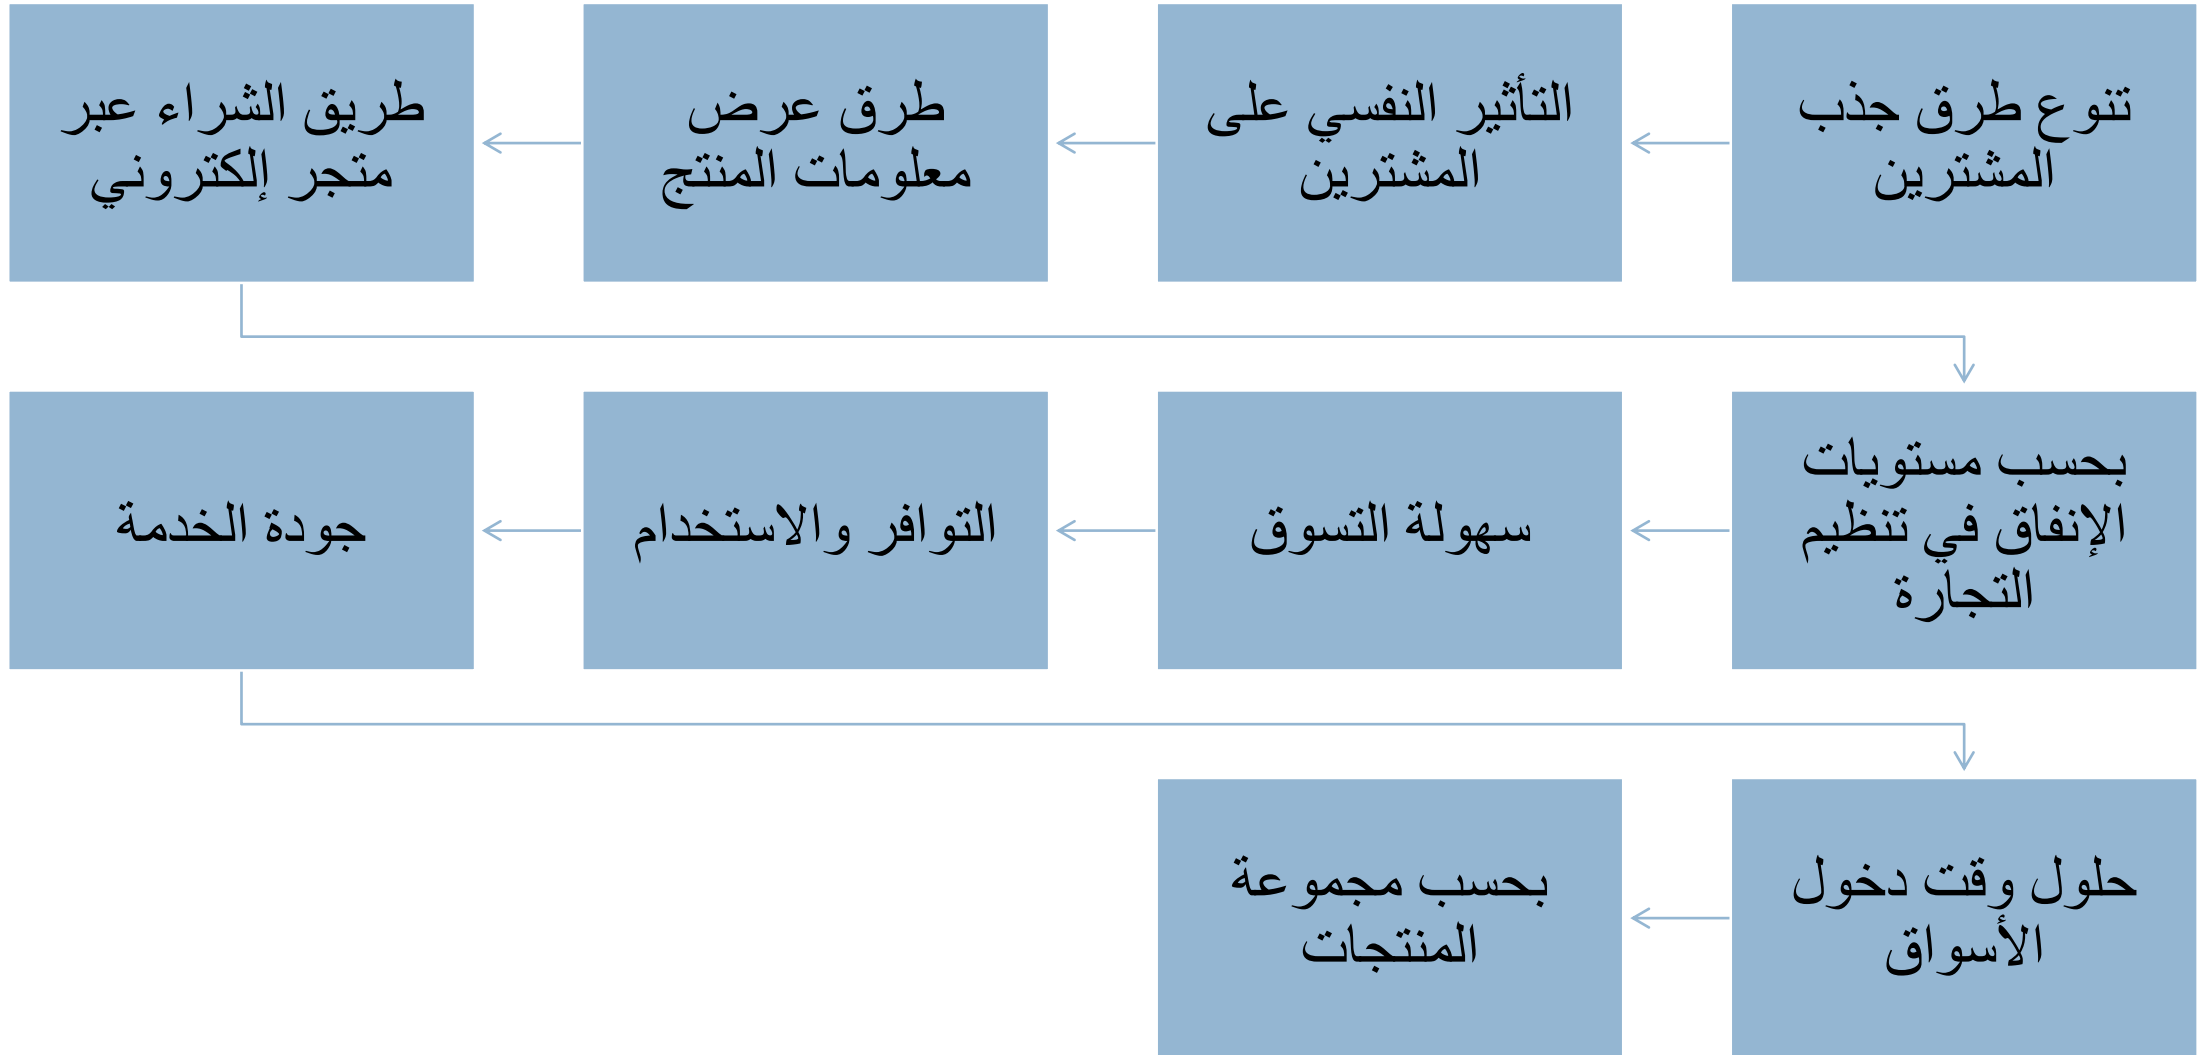 تنوع طرق جذب
المشترين
التأثير النفسي على
المشترين
طرق عرض
معلومات المنتج
طريق الشراء عبر
متجر إلكتروني
بحسب مستويات
الإنفاق في تنظيم
التجارة
سهولة التسوق
التوافر والاستخدام
جودة الخدمة
حلول وقت دخول
الأسواق
بحسب مجموعة
المنتجات